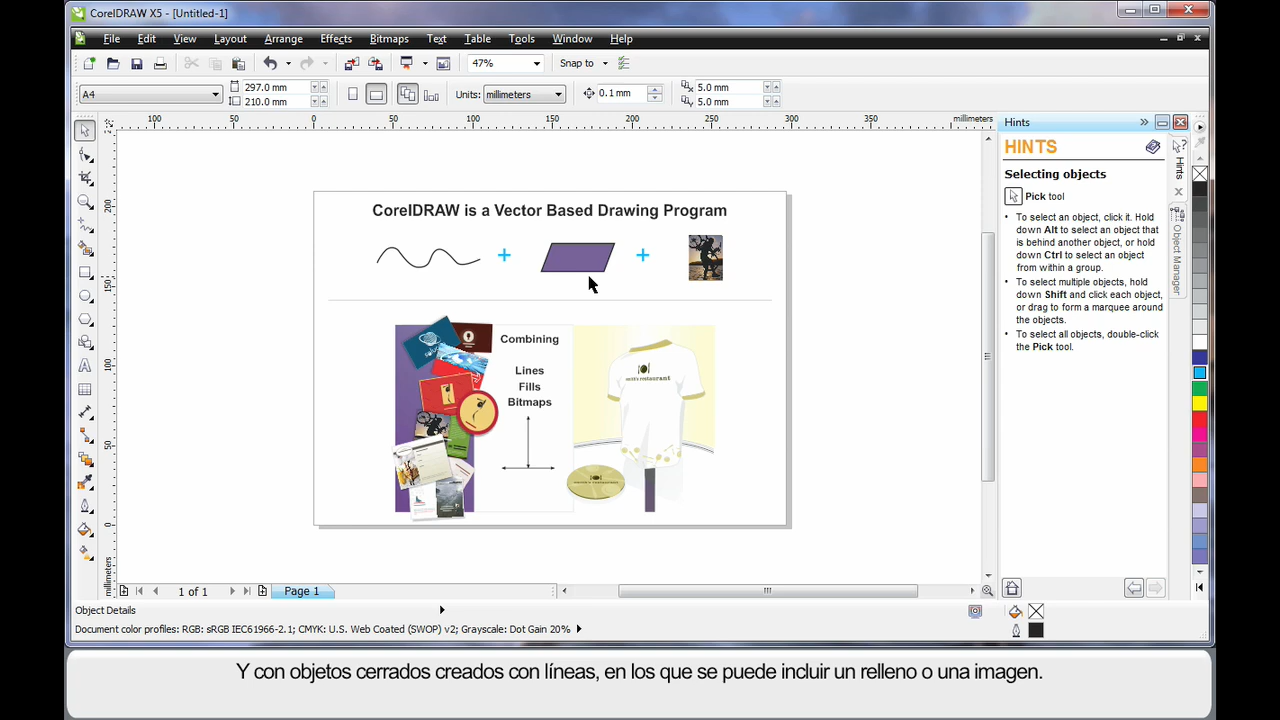 CorelDRAW X5 - [Untitled-1]
File Edit View Layout Arrange Effects Bitmaps Text Table Tools Window Help
47% Snap to
A4 297.0 mm 210.0 mm Units: millimeters 0.1 mm 5.0 mm 5.0 mm
100 50 0 50 100 150 200 250 300 350 millimeters
200 150 100 50 0 millimeters
CorelDRAW is a Vector Based Drawing Program
+ +
Combining
Lines
Fills
Bitmaps
Hints
HINTS
Selecting objects
Pick tool
• To select an object, click it. Hold
down Alt to select an object that
is behind another object, or hold
down Ctrl to select an object
from within a group.
• To select multiple objects, hold
down Shift and click each object,
or drag to form a marquee around
the objects.
• To select all objects, double-click
the Pick tool.
Hints
Object Manager
1 of 1 Page 1
Object Details
Document color profiles: RGB: sRGB IEC61966-2.1; CMYK: U.S. Web Coated (SWOP) v2; Grayscale: Dot Gain 20%
Y con objetos cerrados creados con líneas, en los que se puede incluir un relleno o una imagen.